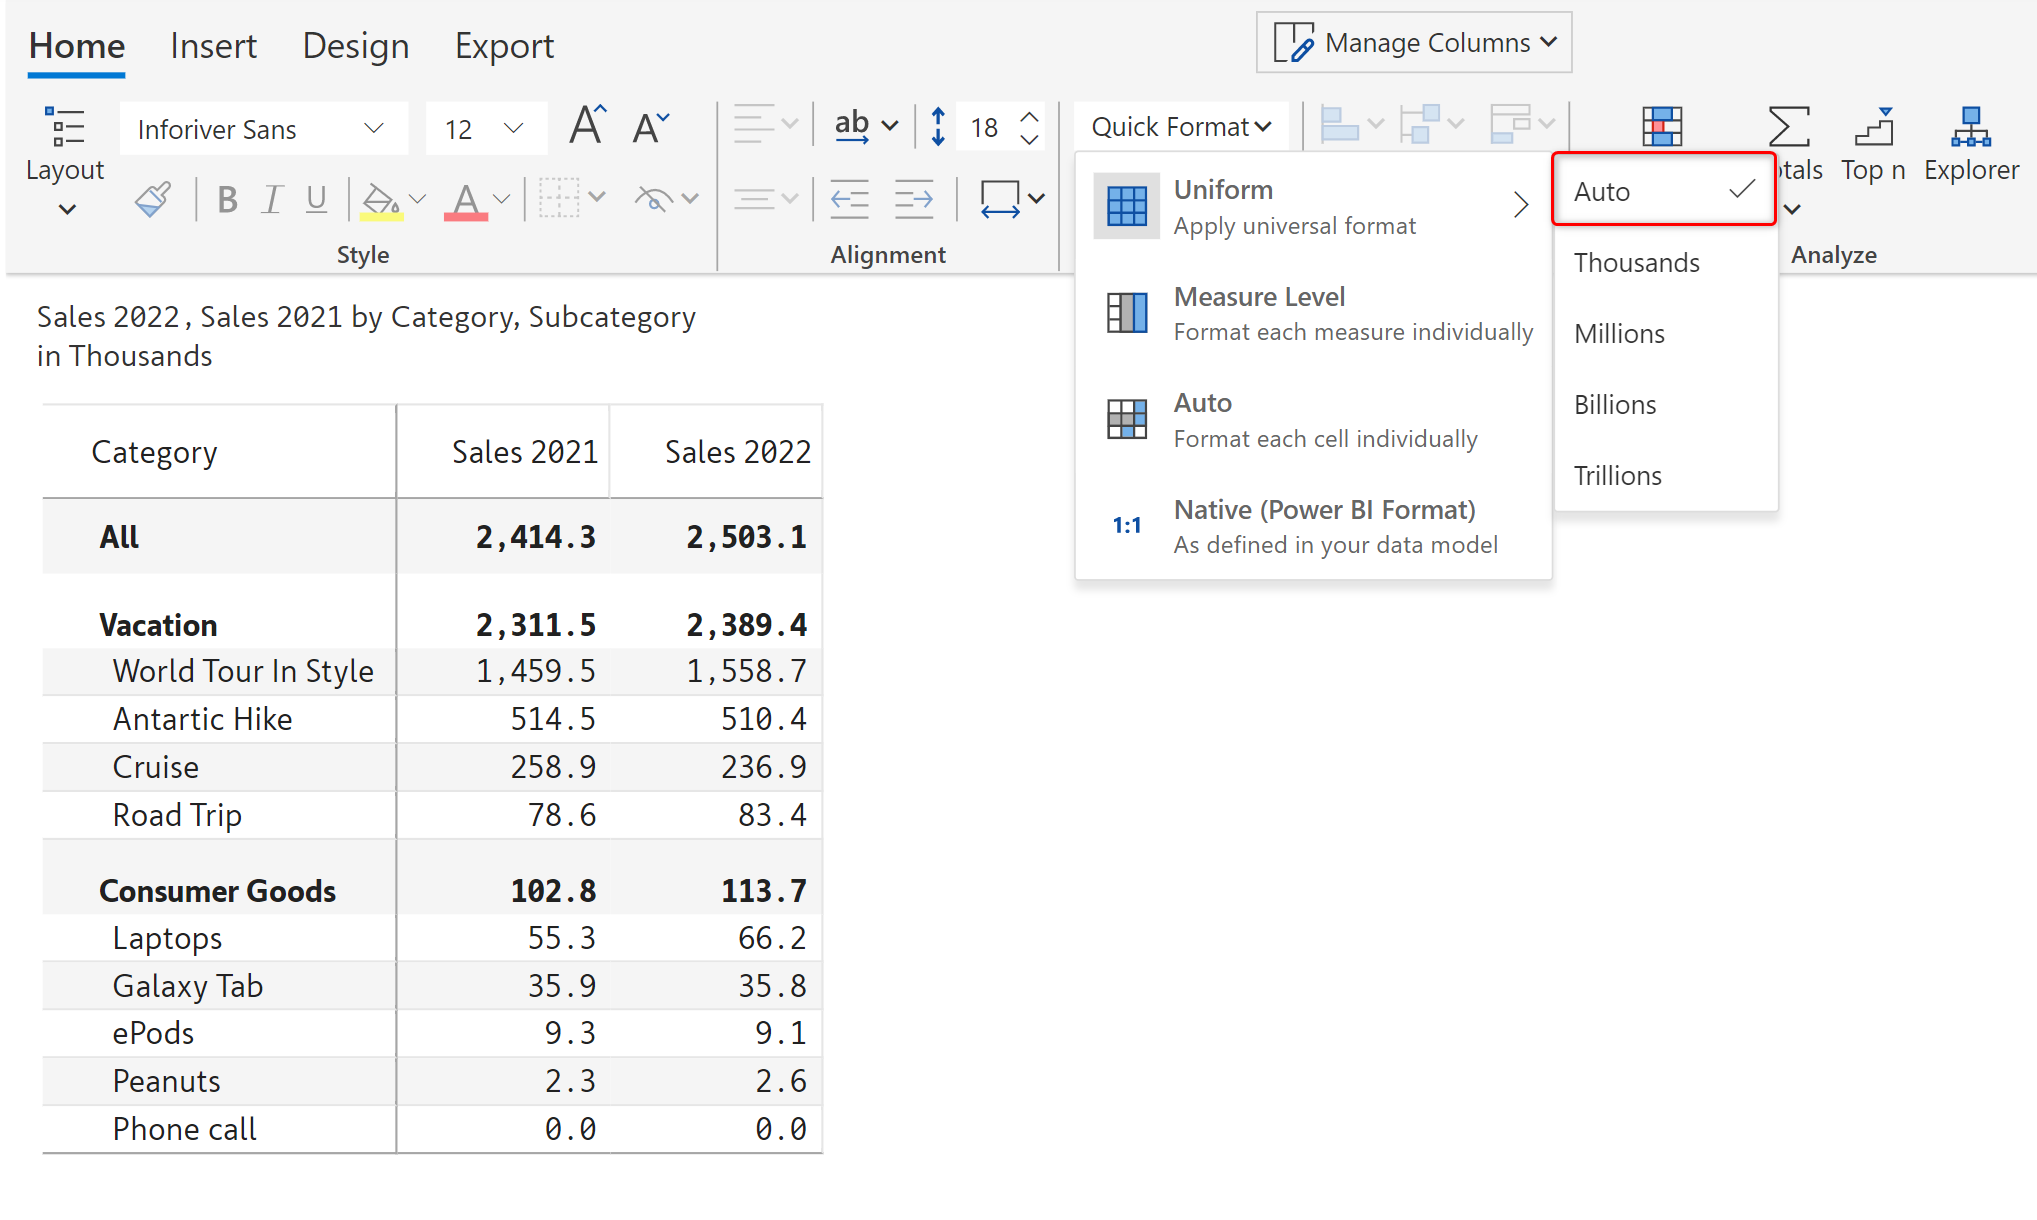 Home Insert Design Export
Manage Columns
Inforiver Sans 12 A A ab 18 Quick Format
Layout
B I U A
Style Alignment Analyze
tals Top n Explorer
Uniform
Apply universal format
Measure Level
Format each measure individually
Auto
Format each cell individually
1:1 Native (Power BI Format)
As defined in your data model
Auto
Thousands
Millions
Billions
Trillions
Sales 2022 , Sales 2021 by Category, Subcategory
in Thousands
Category Sales 2021 Sales 2022
All 2,414.3 2,503.1
Vacation 2,311.5 2,389.4
World Tour In Style 1,459.5 1,558.7
Antartic Hike 514.5 510.4
Cruise 258.9 236.9
Road Trip 78.6 83.4
Consumer Goods 102.8 113.7
Laptops 55.3 66.2
Galaxy Tab 35.9 35.8
ePods 9.3 9.1
Peanuts 2.3 2.6
Phone call 0.0 0.0